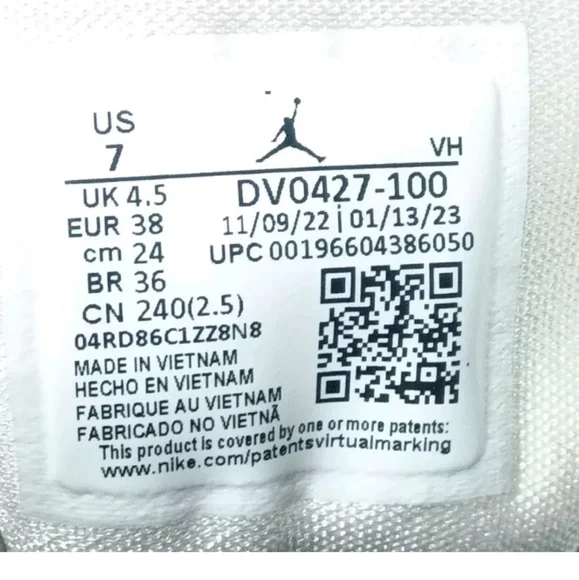 US
7
VH
UK 4.5
EUR 38
cm 24
BR 36
CN 240(2.5)
DV0427-100
11/09/22 | 01/13/23
UPC 00196604386050
04RD86C1ZZ8N8
MADE IN VIETNAM
HECHO EN VIETNAM
FABRIQUE AU VIETNAM
FABRICADO NO VIETNÃ
This product is covered by one or more patents:
www.nike.com/patentsvirtualmarking